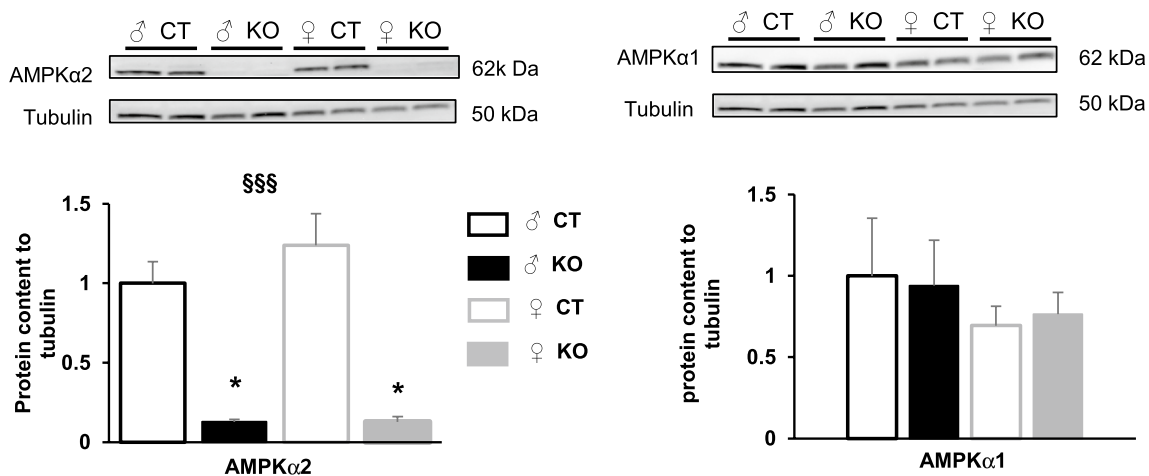 ♂ CT ♂ KO ♀ CT ♀ KO
AMPKα2
62k Da
Tubulin
50 kDa
§§§
Protein content to
tubulin
1.5
1
0.5
0
*
*
AMPKα2
♂ CT
♂ KO
♀ CT
♀ KO
♂ CT ♂ KO ♀ CT ♀ KO
AMPKα1
62 kDa
Tubulin
50 kDa
protein content to
tubulin
1.5
1
0.5
0
AMPKα1